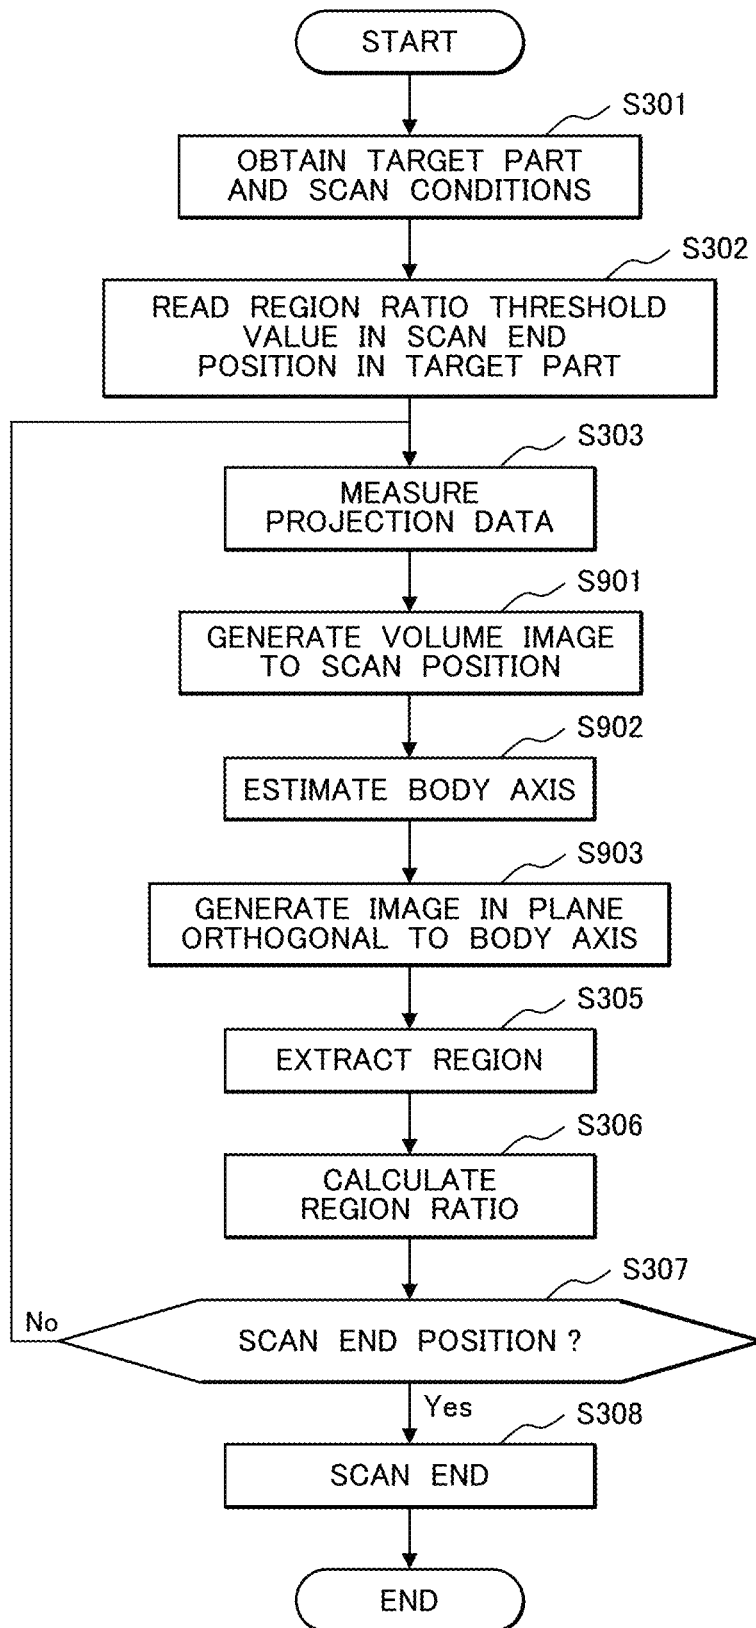 START
S301
OBTAIN TARGET PART
AND SCAN CONDITIONS
S302
READ REGION RATIO THRESHOLD
VALUE IN SCAN END
POSITION IN TARGET PART
S303
MEASURE
PROJECTION DATA
S901
GENERATE VOLUME IMAGE
TO SCAN POSITION
S902
ESTIMATE BODY AXIS
S903
GENERATE IMAGE IN PLANE
ORTHOGONAL TO BODY AXIS
S305
EXTRACT REGION
S306
CALCULATE
REGION RATIO
S307
No
SCAN END POSITION ?
Yes
S308
SCAN END
END